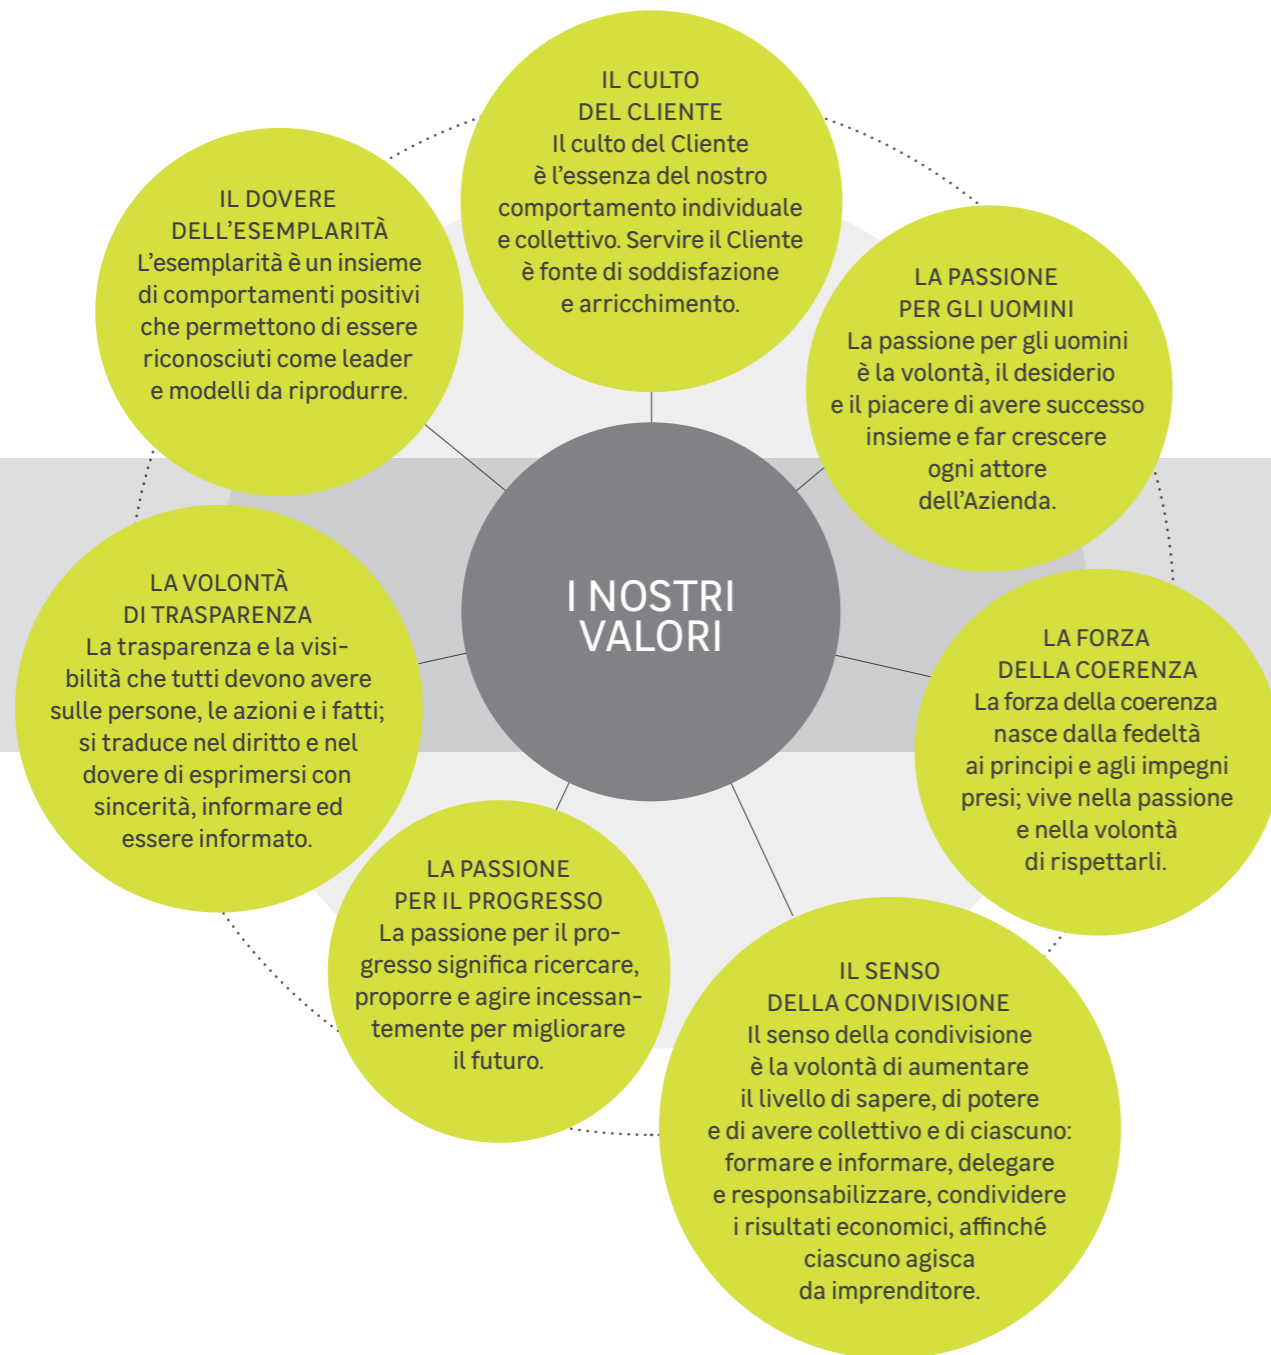 IL CULTO
DEL CLIENTE
Il culto del Cliente
è l’essenza del nostro
comportamento individuale
e collettivo. Servire il Cliente
è fonte di soddisfazione
e arricchimento.
IL DOVERE
DELL’ESEMPLARITÀ
L’esemplarità è un insieme
di comportamenti positivi
che permettono di essere
riconosciuti come leader
e modelli da riprodurre.
LA PASSIONE
PER GLI UOMINI
La passione per gli uomini
è la volontà, il desiderio
e il piacere di avere successo
insieme e far crescere
ogni attore
dell’Azienda.
I NOSTRI
VALORI
LA VOLONTÀ
DI TRASPARENZA
La trasparenza e la visi-
bilità che tutti devono avere
sulle persone, le azioni e i fatti;
si traduce nel diritto e nel
dovere di esprimersi con
sincerità, informare ed
essere informato.
LA FORZA
DELLA COERENZA
La forza della coerenza
nasce dalla fedeltà
ai principi e agli impegni
presi; vive nella passione
e nella volontà
di rispettarli.
LA PASSIONE
PER IL PROGRESSO
La passione per il pro-
gresso significa ricercare,
proporre e agire incessan-
temente per migliorare
il futuro.
IL SENSO
DELLA CONDIVISIONE
Il senso della condivisione
è la volontà di aumentare
il livello di sapere, di potere
e di avere collettivo e di ciascuno:
formare e informare, delegare
e responsabilizzare, condividere
i risultati economici, affinché
ciascuno agisca
da imprenditore.